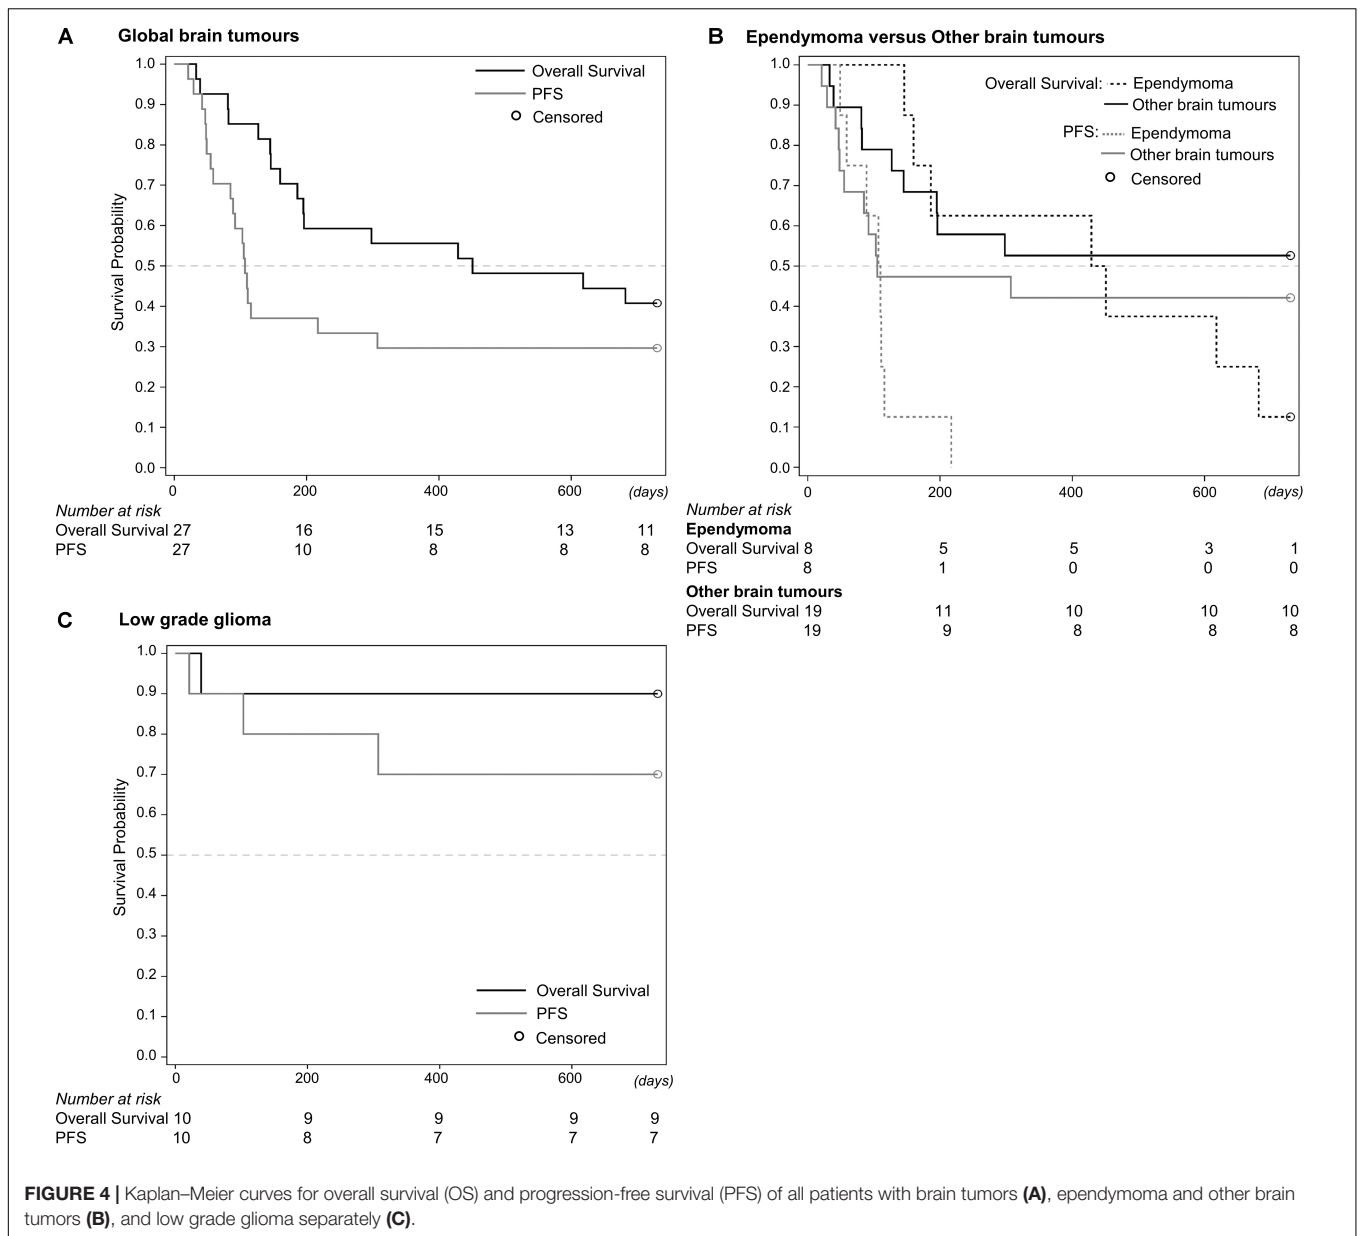 A Global brain tumours
Overall Survival
PFS
Censored
Survival Probability
1.0
0.9
0.8
0.7
0.6
0.5
0.4
0.3
0.2
0.1
0.0
0 200 400 600 (days)
Number at risk
Overall Survival 27 16 15 13 11
PFS 27 10 8 8 8
B Ependymoma versus Other brain tumours
Overall Survival: Ependymoma
Other brain tumours
PFS: Ependymoma
Other brain tumours
Censored
1.0
0.9
0.8
0.7
0.6
0.5
0.4
0.3
0.2
0.1
0.0
0 200 400 600 (days)
Number at risk
Ependymoma
Overall Survival 8 5 5 3 1
PFS 8 1 0 0 0
Other brain tumours
Overall Survival 19 11 10 10 10
PFS 19 9 8 8 8
C Low grade glioma
Survival Probability
1.0
0.9
0.8
0.7
0.6
0.5
0.4
0.3
0.2
0.1
0.0
Overall Survival
PFS
Censored
0 200 400 600 (days)
Number at risk
Overall Survival 10 9 9 9 9
PFS 10 8 7 7 7
FIGURE 4 | Kaplan–Meier curves for overall survival (OS) and progression-free survival (PFS) of all patients with brain tumors (A), ependymoma and other brain
tumors (B), and low grade glioma separately (C).